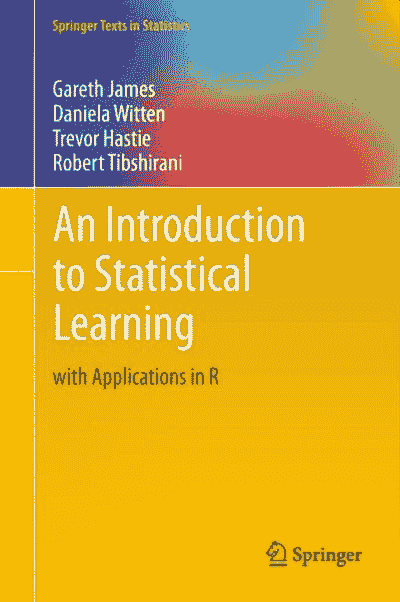 Springer Texts in Statistics
Gareth James
Daniela Witten
Trevor Hastie
Robert Tibshirani
An Introduction
to Statistical
Learning
with Applications in R
Springer